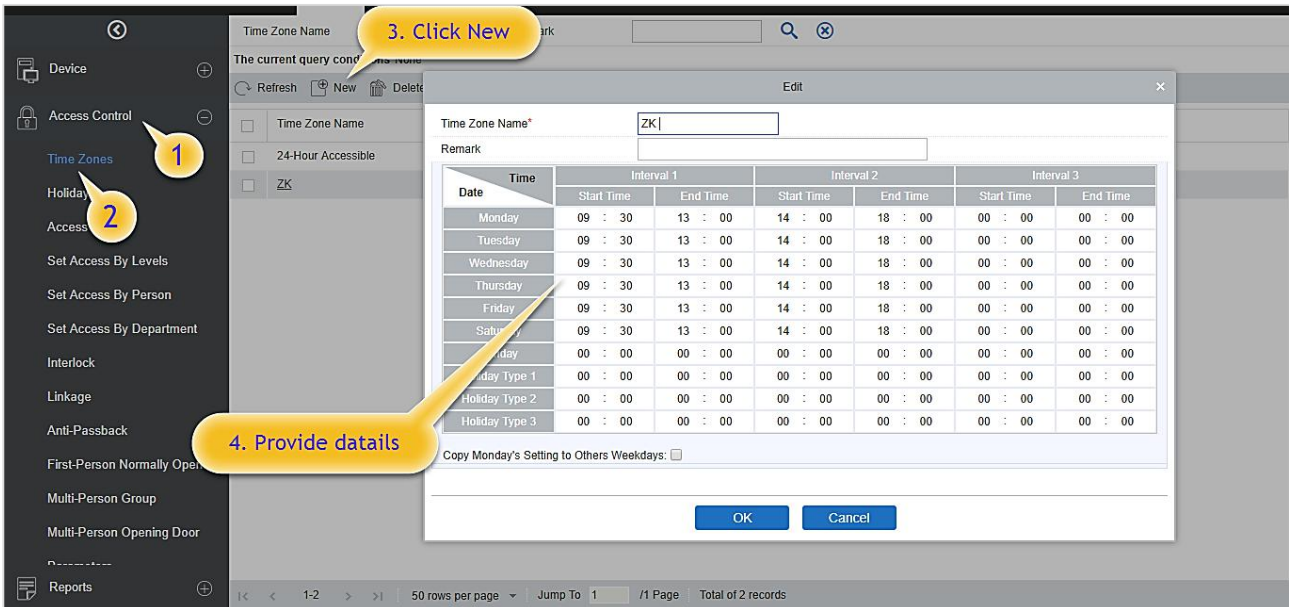 Time Zone Name
3. Click New
ark
The current query conditions None
Device
Refresh New Delete
Edit
×
Access Control
Time Zone Name
Time Zone Name* ZK
1
Remark
Time Zones
24-Hour Accessible
Time Interval 1 Interval 2 Interval 3
Date Start Time End Time Start Time End Time Start Time End Time
Holiday
ZK
2
Monday 09 : 30 13 : 00 14 : 00 18 : 00 00 : 00 00 : 00
Access
Tuesday 09 : 30 13 : 00 14 : 00 18 : 00 00 : 00 00 : 00
Set Access By Levels
Wednesday 09 : 30 13 : 00 14 : 00 18 : 00 00 : 00 00 : 00
Thursday 09 : 30 13 : 00 14 : 00 18 : 00 00 : 00 00 : 00
Set Access By Person
Friday 09 : 30 13 : 00 14 : 00 18 : 00 00 : 00 00 : 00
Set Access By Department
Saturday 09 : 30 13 : 00 14 : 00 18 : 00 00 : 00 00 : 00
Interlock
day 00 : 00 00 : 00 00 : 00 00 : 00 00 : 00 00 : 00
iday Type 1 00 : 00 00 : 00 00 : 00 00 : 00 00 : 00 00 : 00
Linkage
Holiday Type 2 00 : 00 00 : 00 00 : 00 00 : 00 00 : 00 00 : 00
Holiday Type 3 00 : 00 00 : 00 00 : 00 00 : 00 00 : 00 00 : 00
Anti-Passback
4. Provide datails
Copy Monday's Setting to Others Weekdays:
First-Person Normally Open
Multi-Person Group
OK Cancel
Multi-Person Opening Door
Reports
1-2 50 rows per page Jump To 1 /1 Page Total of 2 records